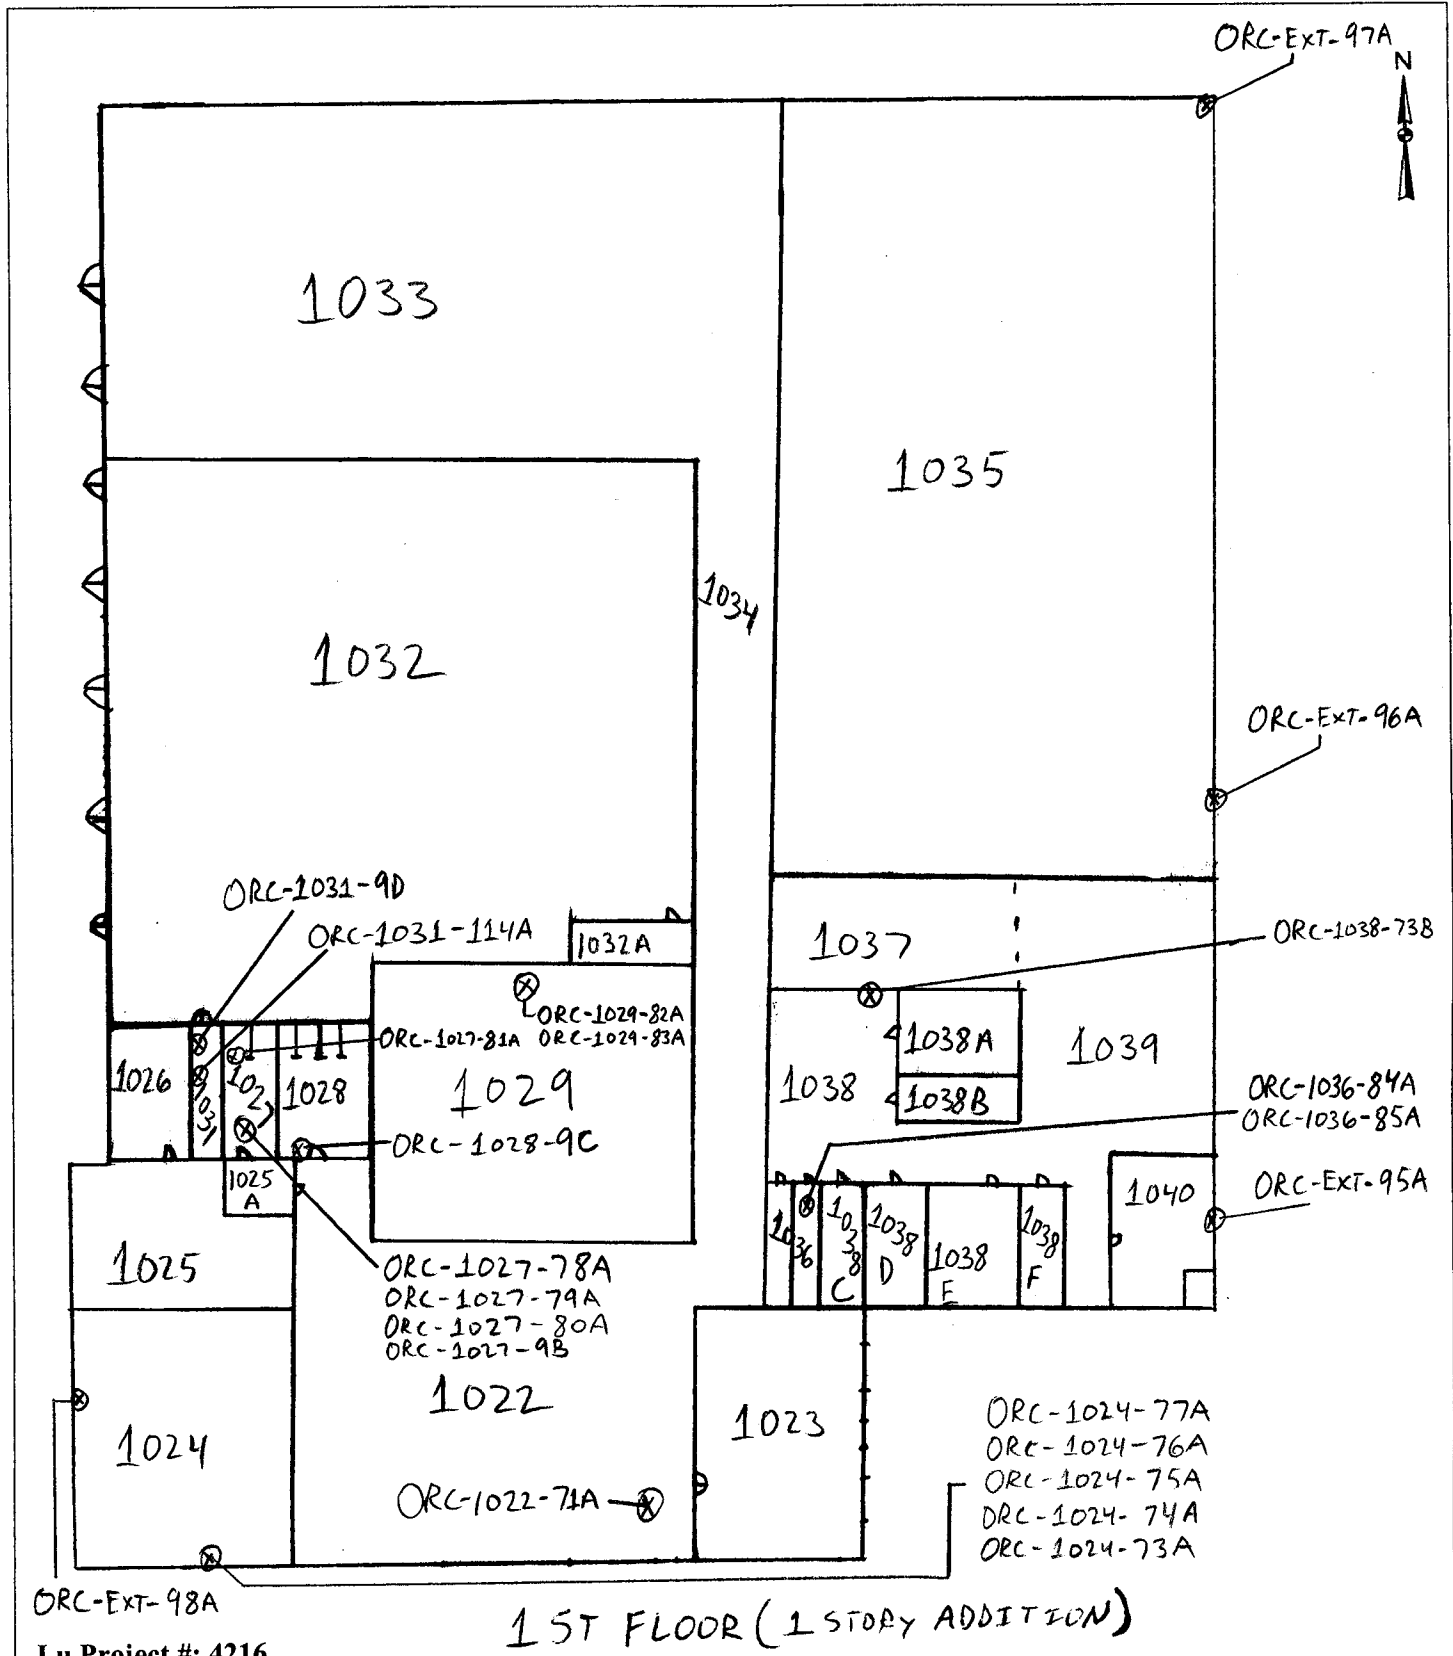 ORC-EXT-97A
N
1033
1035
1034
1032
ORC-EXT-96A
ORC-1031-9D
ORC-1031-114A
1032A
1037
ORC-1038-73B
ORC-1029-82A
ORC-1027-81A ORC-1029-83A
1038A
1039
1026
1031
1027
1028
1029
1038
1038B
ORC-1036-84A
ORC-1036-85A
ORC-1028-9C
1025
A
1040
ORC-EXT-95A
1036
1038
C
1038
D
1038
E
1038
F
1025
ORC-1027-78A
ORC-1027-79A
ORC-1027-80A
ORC-1027-9B
1022
1023
1024
ORC-1024-77A
ORC-1024-76A
ORC-1024-75A
ORC-1024-74A
ORC-1024-73A
ORC-1022-71A
ORC-EXT-98A
1ST FLOOR (1 STORY ADDITION)
Lu Project #: 4216